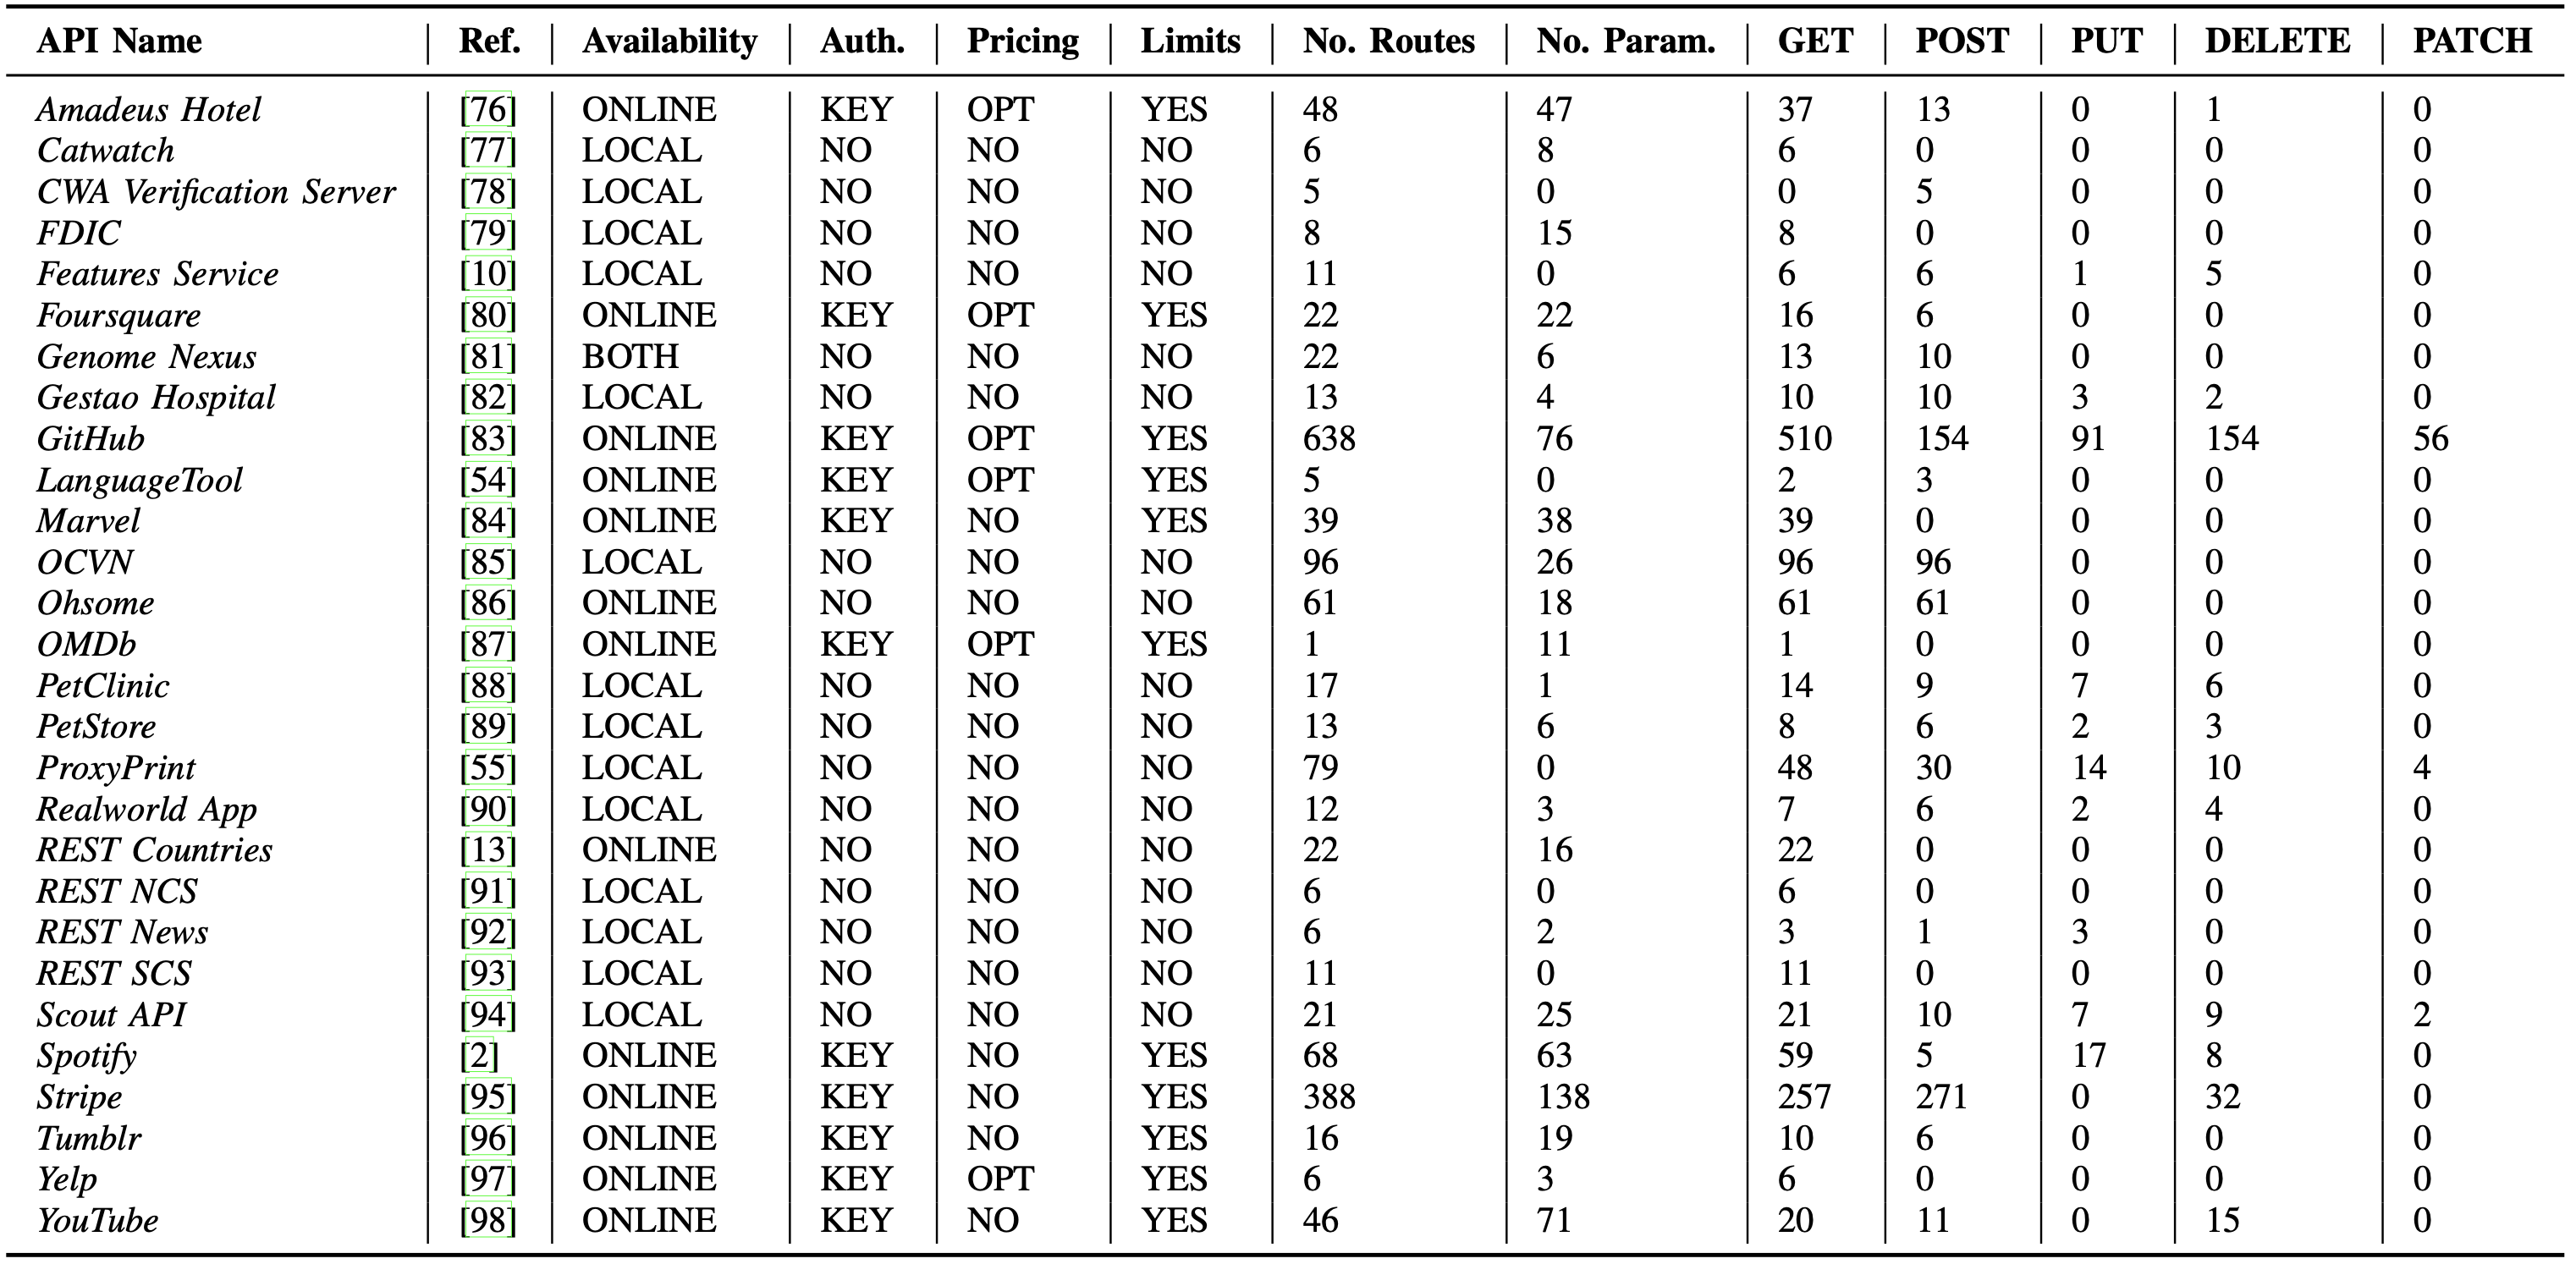 API Name Ref. Availability Auth. Pricing Limits No. Routes No. Param. GET POST PUT DELETE PATCH
Amadeus Hotel [76] ONLINE KEY OPT YES 48 47 37 13 0 1 0
Catwatch [77] LOCAL NO NO NO 6 8 6 0 0 0 0
CWA Verification Server [78] LOCAL NO NO NO 5 0 0 5 0 0 0
FDIC [79] LOCAL NO NO NO 8 15 8 0 0 0 0
Features Service [10] LOCAL NO NO NO 11 0 6 6 1 5 0
Foursquare [80] ONLINE KEY OPT YES 22 22 16 6 0 0 0
Genome Nexus [81] BOTH NO NO NO 22 6 13 10 0 0 0
Gestao Hospital [82] LOCAL NO NO NO 13 4 10 10 3 2 0
GitHub [83] ONLINE KEY OPT YES 638 76 510 154 91 154 56
LanguageTool [54] ONLINE KEY OPT YES 5 0 2 3 0 0 0
Marvel [84] ONLINE KEY NO YES 39 38 39 0 0 0 0
OCVN [85] LOCAL NO NO NO 96 26 96 96 0 0 0
Ohsome [86] ONLINE NO NO NO 61 18 61 61 0 0 0
OMDb [87] ONLINE KEY OPT YES 1 11 1 0 0 0 0
PetClinic [88] LOCAL NO NO NO 17 1 14 9 7 6 0
PetStore [89] LOCAL NO NO NO 13 6 8 6 2 3 0
ProxyPrint [55] LOCAL NO NO NO 79 0 48 30 14 10 4
Realworld App [90] LOCAL NO NO NO 12 3 7 6 2 4 0
REST Countries [13] ONLINE NO NO NO 22 16 22 0 0 0 0
REST NCS [91] LOCAL NO NO NO 6 0 6 0 0 0 0
REST News [92] LOCAL NO NO NO 6 2 3 1 3 0 0
REST SCS [93] LOCAL NO NO NO 11 0 11 0 0 0 0
Scout API [94] LOCAL NO NO NO 21 25 21 10 7 9 2
Spotify [2] ONLINE KEY NO YES 68 63 59 5 17 8 0
Stripe [95] ONLINE KEY NO YES 388 138 257 271 0 32 0
Tumblr [96] ONLINE KEY NO YES 16 19 10 6 0 0 0
Yelp [97] ONLINE KEY OPT YES 6 3 6 0 0 0 0
YouTube [98] ONLINE KEY NO YES 46 71 20 11 0 15 0